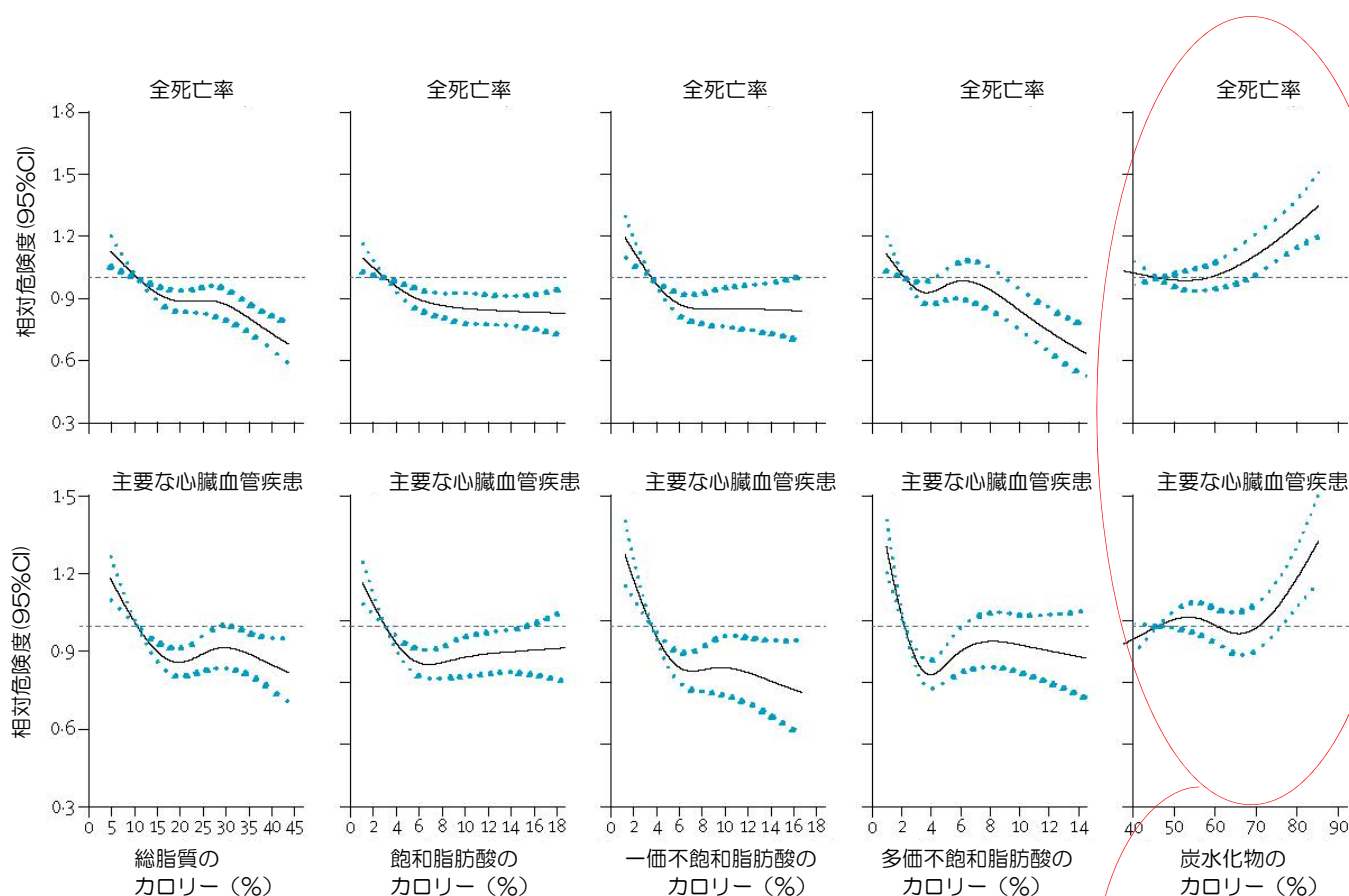 全死亡率 全死亡率 全死亡率 全死亡率 全死亡率
相対危険度(95%CI)
1·8
1·5
1·2
0·9
0·6
0·3
主要な心臓血管疾患 主要な心臓血管疾患 主要な心臓血管疾患 主要な心臓血管疾患 主要な心臓血管疾患
相対危険度(95%CI)
1·5
1·2
0·9
0·6
0·3
0 5 10 15 20 25 30 35 40 45
0 2 4 6 8 10 12 14 16 18
0 2 4 6 8 10 12 14 16 18
0 2 4 6 8 10 12 14
40 50 60 70 80 90
総脂質の
カロリー(%)
飽和脂肪酸の
カロリー(%)
一価不飽和脂肪酸の
カロリー(%)
多価不飽和脂肪酸の
カロリー(%)
炭水化物の
カロリー(%)